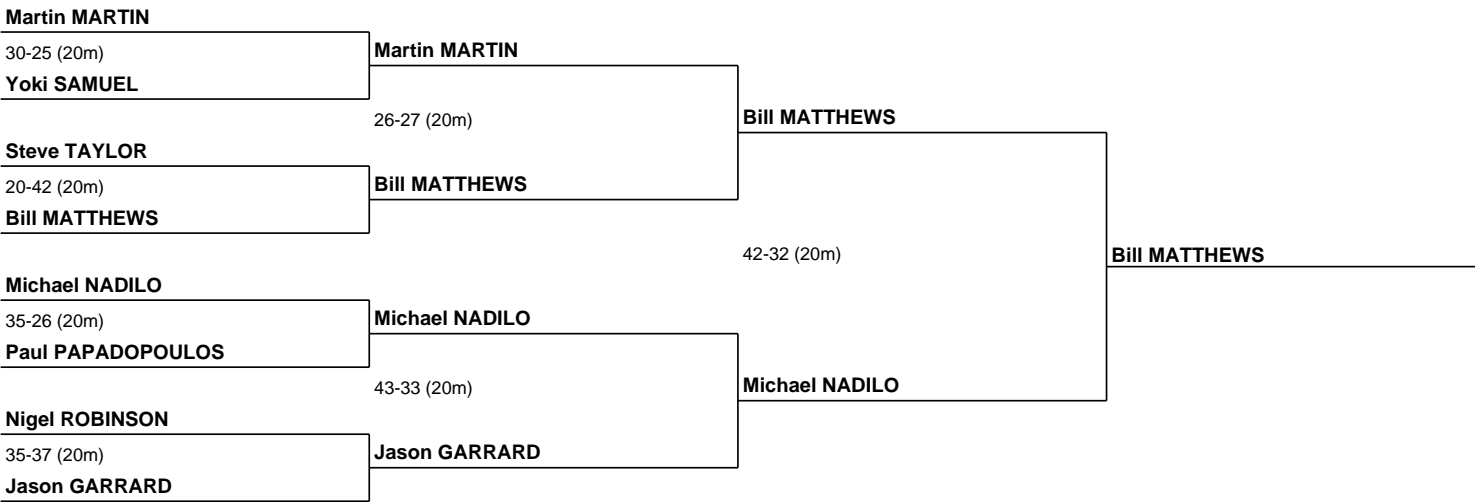 Martin MARTIN
30-25 (20m)
Yoki SAMUEL
Steve TAYLOR
20-42 (20m)
Bill MATTHEWS
Michael NADILO
35-26 (20m)
Paul PAPADOPOULOS
Nigel ROBINSON
35-37 (20m)
Jason GARRARD
Martin MARTIN
26-27 (20m)
Bill MATTHEWS
Michael NADILO
43-33 (20m)
Jason GARRARD
Bill MATTHEWS
42-32 (20m)
Michael NADILO
Bill MATTHEWS